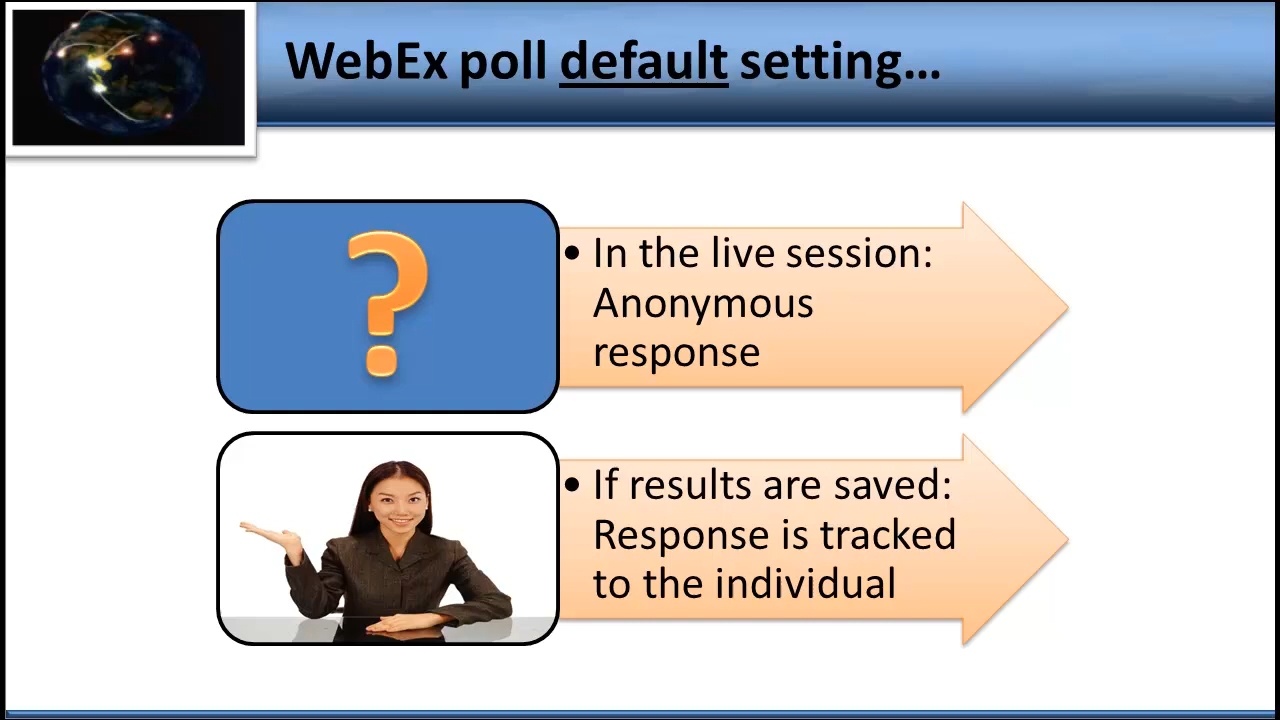 WebEx poll default setting...
?
• In the live session:
Anonymous
response
• If results are saved:
Response is tracked
to the individual